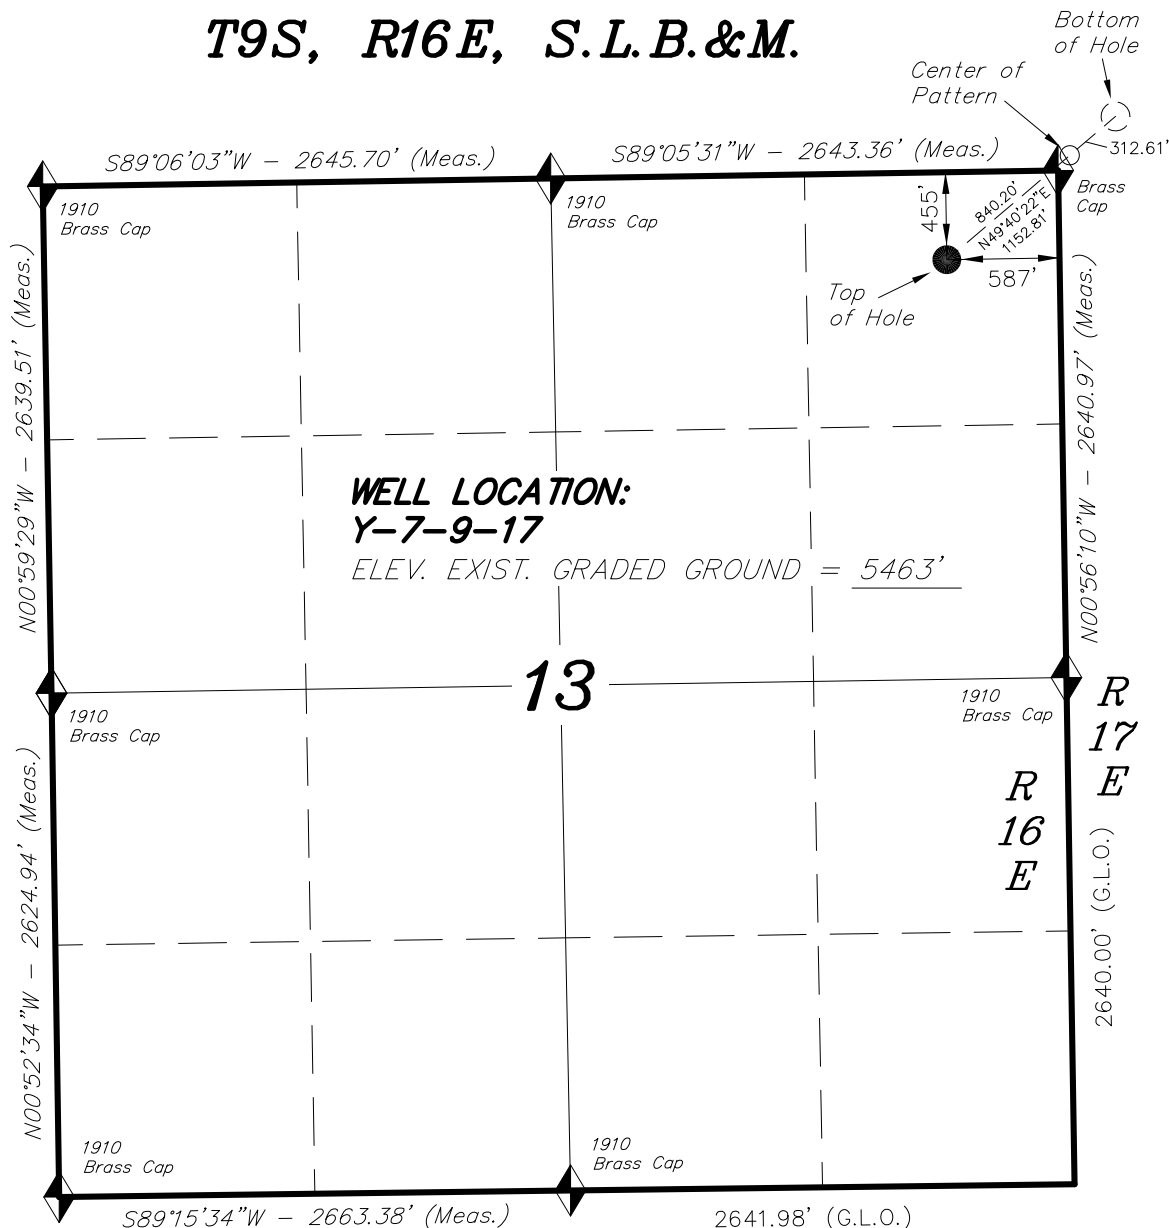 T9S, R16E, S.L.B.&M.
Bottom
of Hole
Center of
Pattern
S89°06'03"W - 2645.70' (Meas.)
S89°05'31"W - 2643.36' (Meas.)
312.61'
1910
Brass Cap
1910
Brass Cap
Brass
Cap
455'
840.20'
N49°40'22"E
1152.81'
587'
Top
of Hole
N00°59'29"W - 2639.51' (Meas.)
N00°56'10"W - 2640.97' (Meas.)
WELL LOCATION:
Y-7-9-17
ELEV. EXIST. GRADED GROUND = 5463'
13
1910
Brass Cap
1910
Brass Cap
R
17
E
R
16
E
N00°52'34"W - 2624.94' (Meas.)
2640.00' (G.L.O.)
1910
Brass Cap
1910
Brass Cap
S89°15'34"W - 2663.38' (Meas.)
2641.98' (G.L.O.)